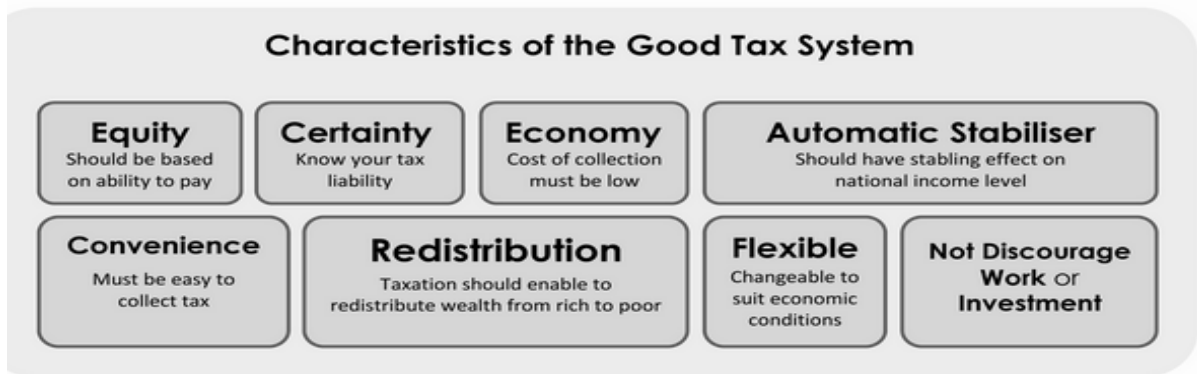 Characteristics of the Good Tax System
Equity
Should be based
on ability to pay
Certainty
Know your tax
liability
Economy
Cost of collection
must be low
Automatic Stabiliser
Should have stabling effect on
national income level
Convenience
Must be easy to
collect tax
Redistribution
Taxation should enable to
redistribute wealth from rich to poor
Flexible
Changeable to
suit economic
conditions
Not Discourage
Work or
Investment